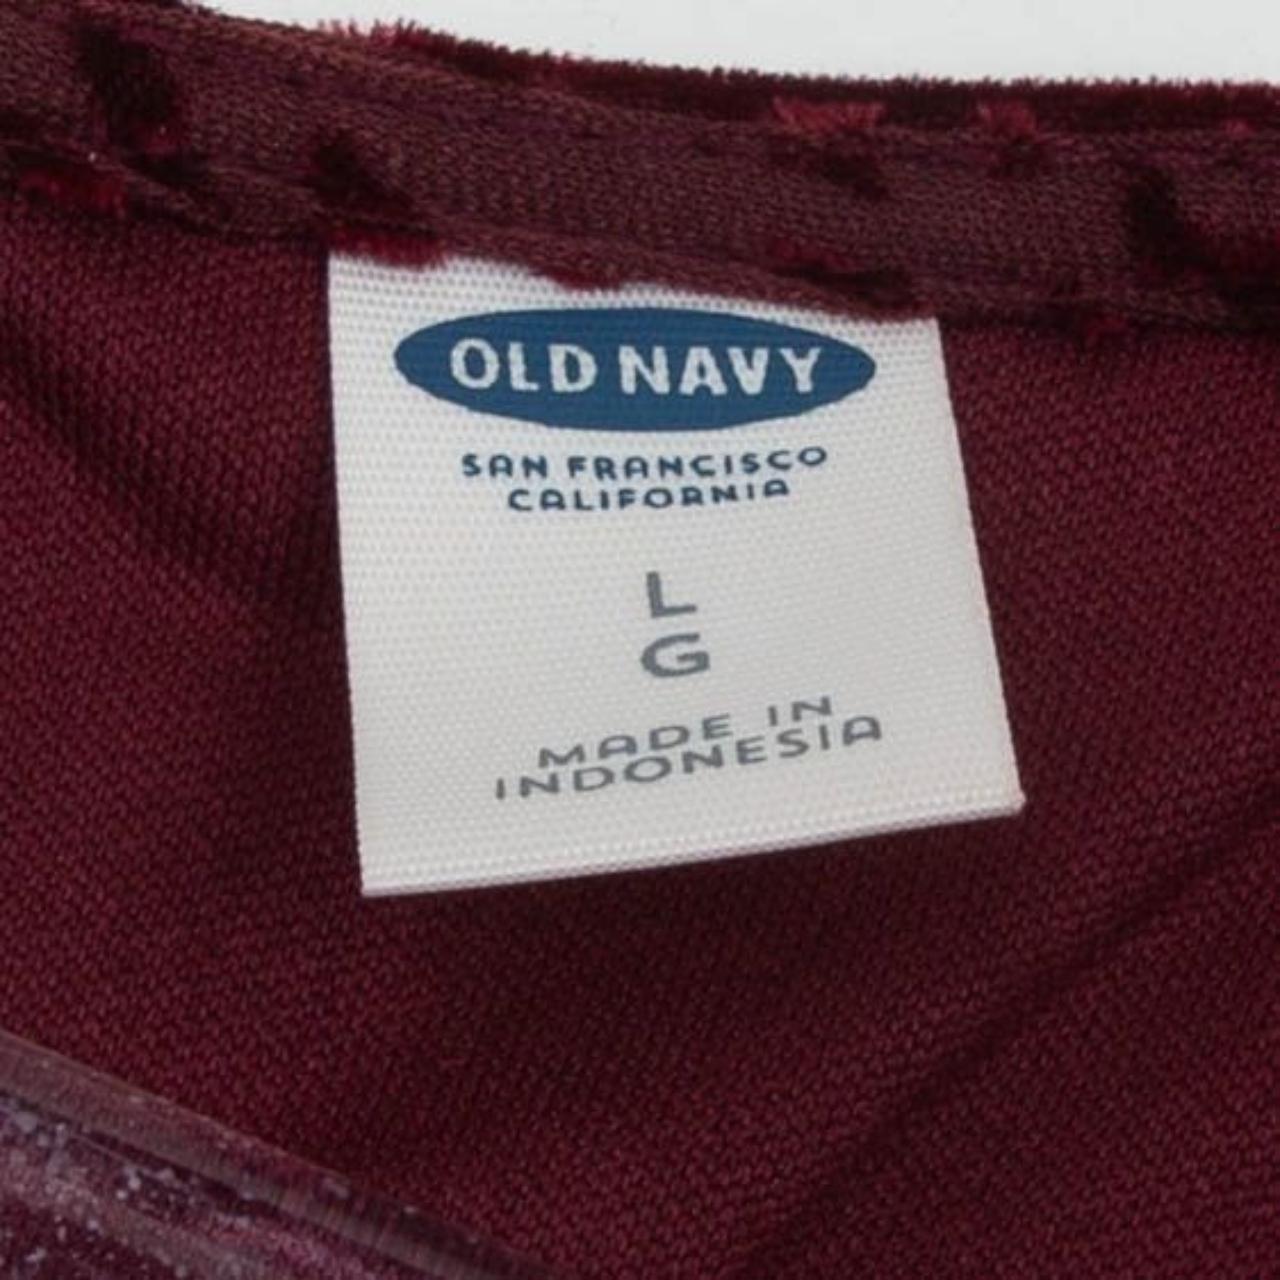 OLD NAVY
SAN FRANCISCO
CALIFORNIA
L
G
MADE IN
INDONESIA